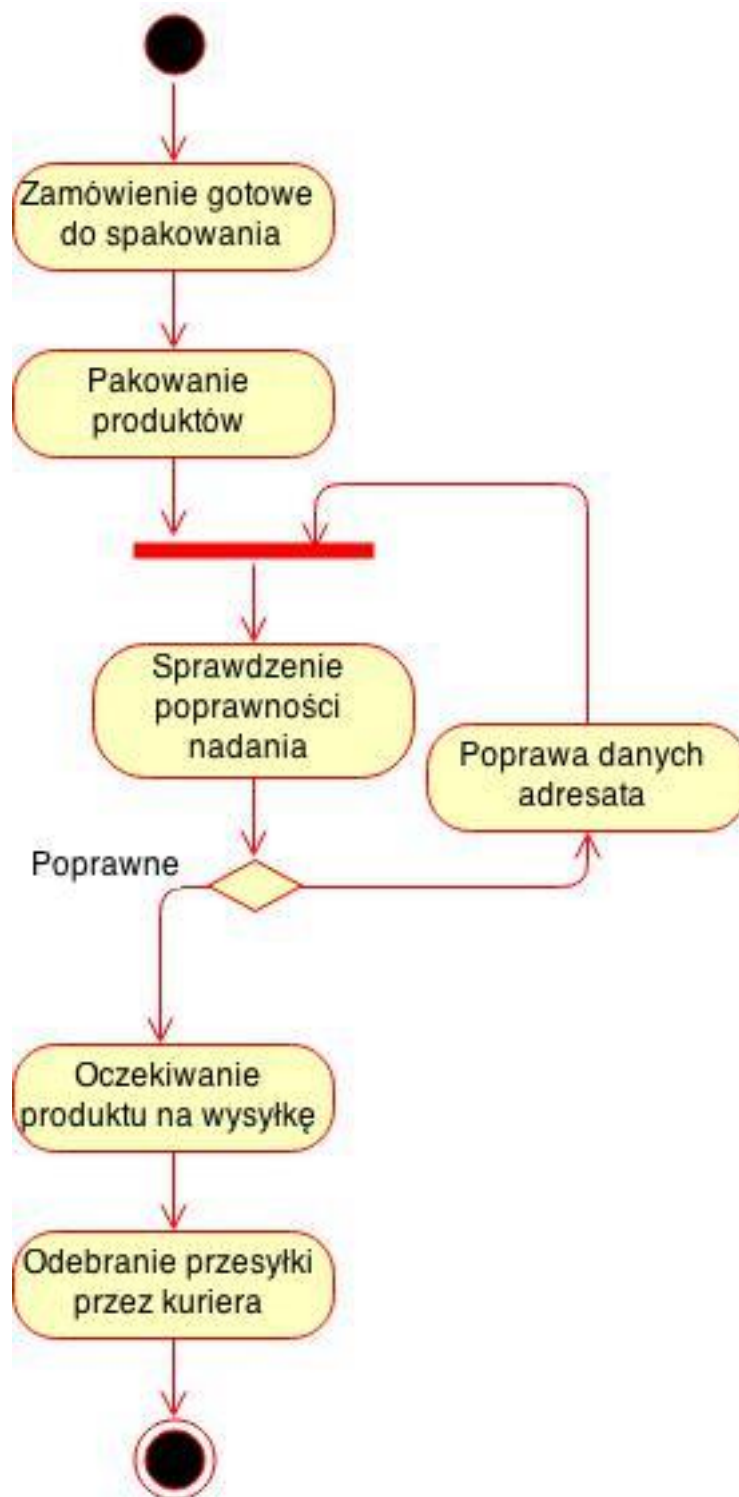 Zamówienie gotowe
do spakowania
Pakowanie
produktów
Sprawdzenie
poprawności
nadania
Poprawa danych
adresata
Poprawne
Oczekiwanie
produktu na wysyłkę
Odebranie przesyłki
przez kuriera